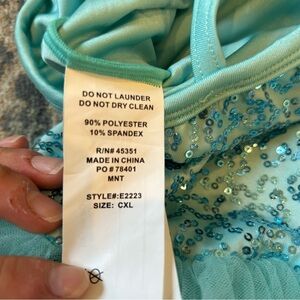 DO NOT LAUNDER
DO NOT DRY CLEAN
90% POLYESTER
10% SPANDEX
R/N# 45351
MADE IN CHINA
PO # 78401
MNT
STYLE#:E2223
SIZE: CXL